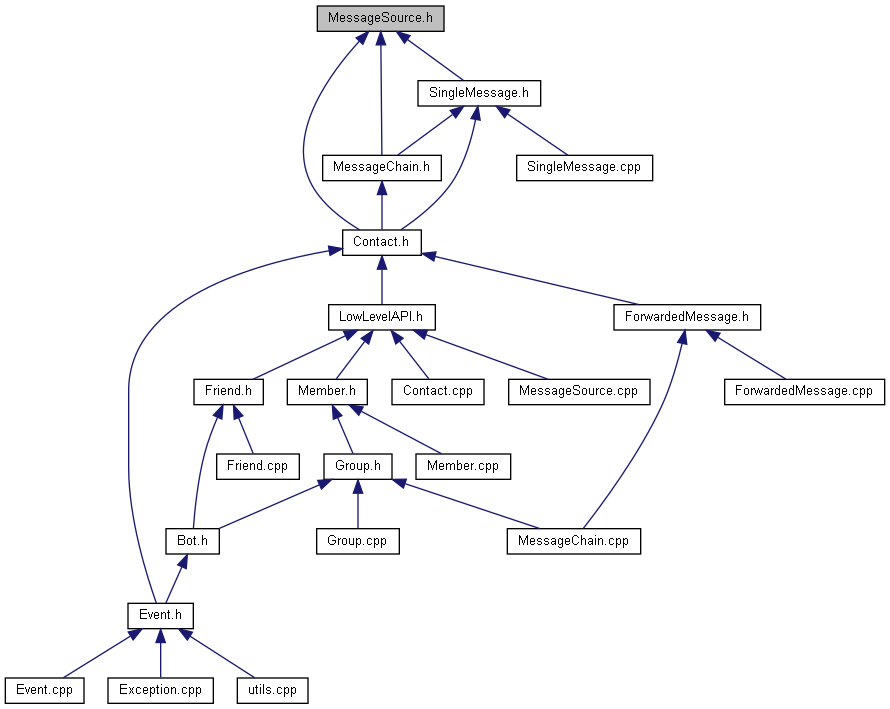 MessageSource.h
SingleMessage.h
MessageChain.h
SingleMessage.cpp
Contact.h
LowLevelAPI.h
ForwardedMessage.h
Friend.h
Member.h
Contact.cpp
MessageSource.cpp
ForwardedMessage.cpp
Friend.cpp
Group.h
Member.cpp
Bot.h
Group.cpp
MessageChain.cpp
Event.h
Event.cpp
Exception.cpp
utils.cpp